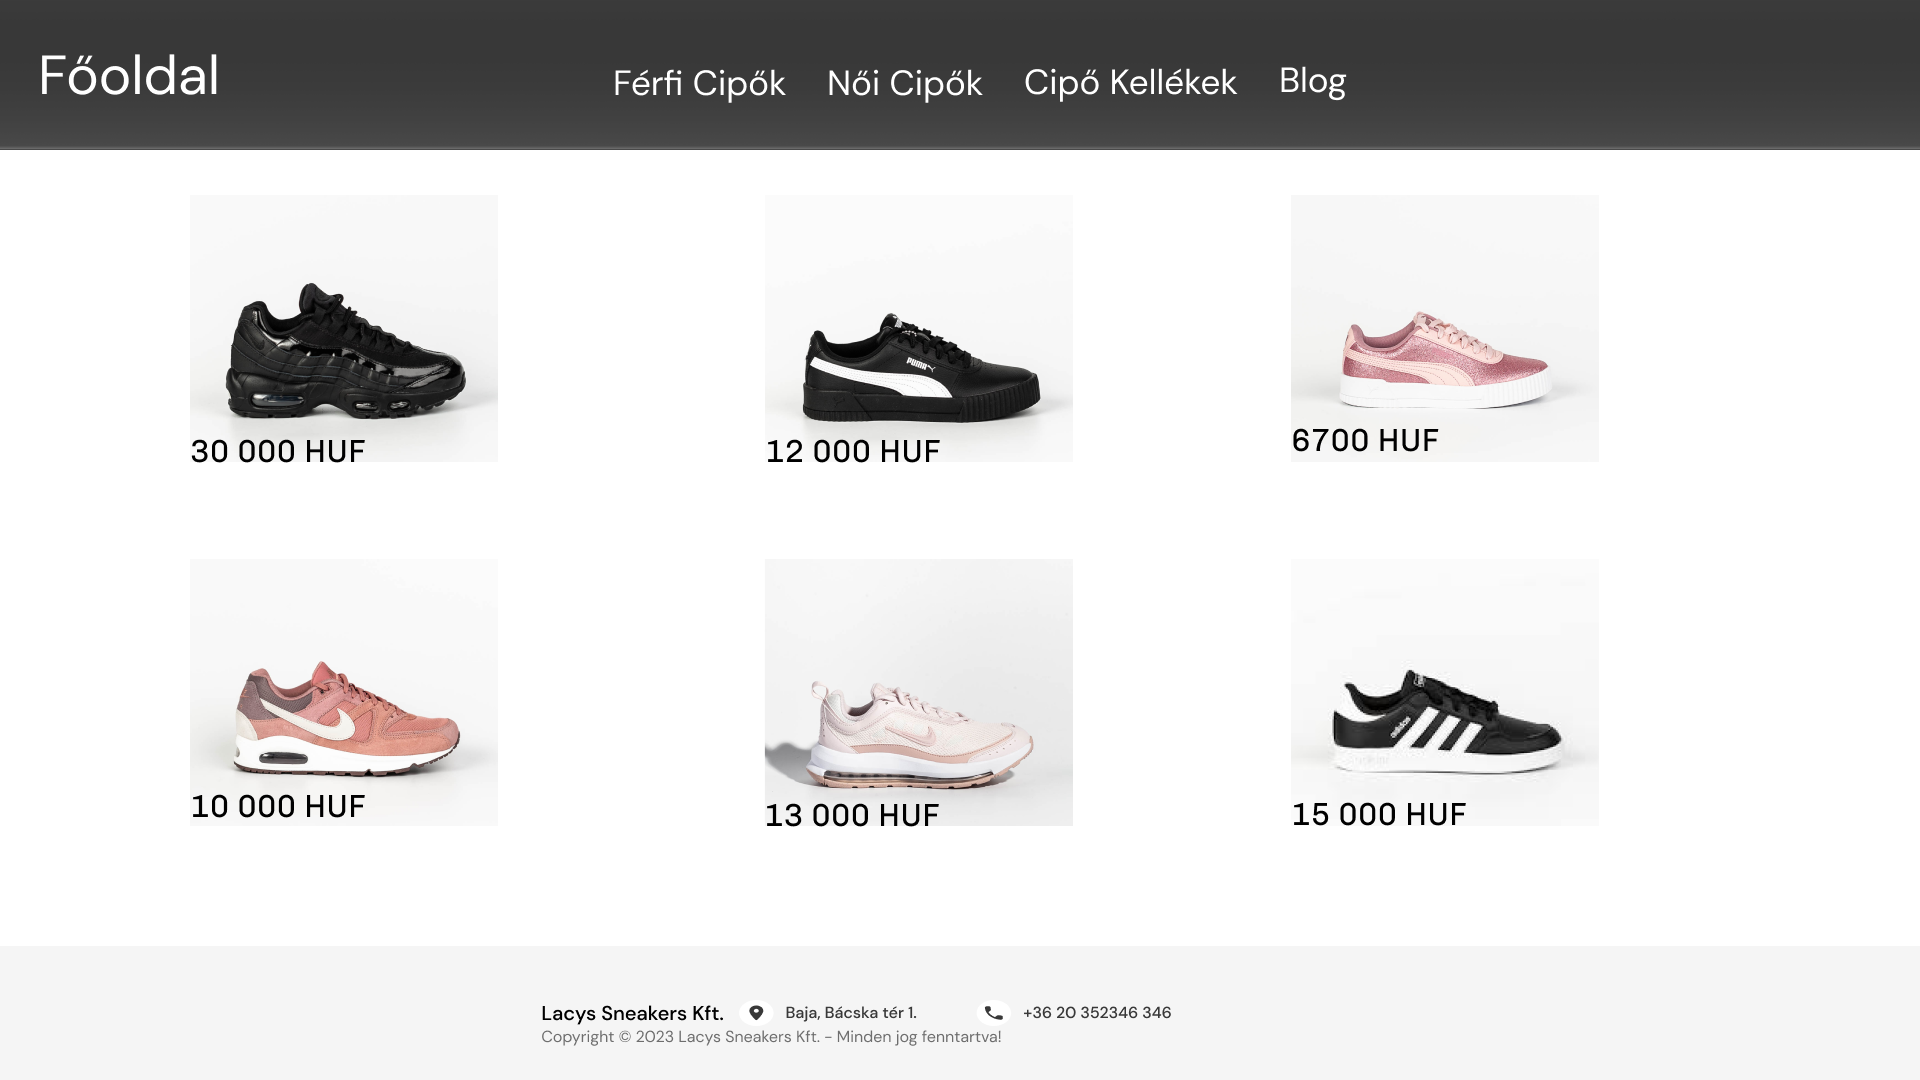 Főoldal
Férfi Cipők Női Cipők Cipő Kellékek Blog
PUMA
30 000 HUF 12 000 HUF 6700 HUF
adidas
10 000 HUF 13 000 HUF 15 000 HUF
Lacys Sneakers Kft. Baja, Bácska tér 1. +36 20 352346 346
Copyright © 2023 Lacys Sneakers Kft. - Minden jog fenntartva!